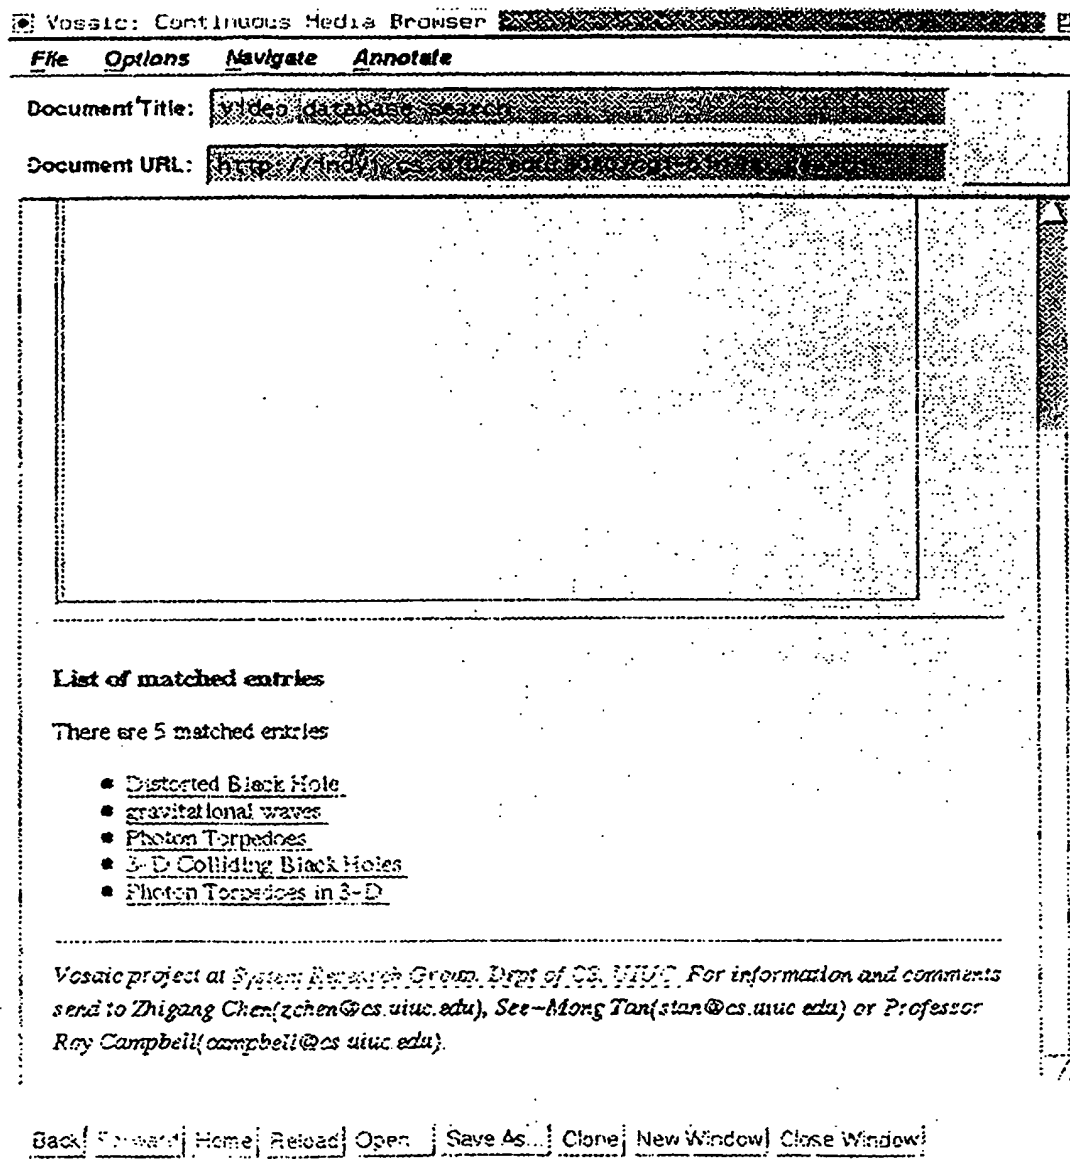 Vosaic: Continuous Media Browser
File Options Navigate Annotate
Document Title: video database search
Document URL:
List of matched entries
There are 5 matched entries
Distorted Black Hole
gravitational waves
Photon Torpedoes
3-D Colliding Black Holes
Photon Torpedoes in 3-D
Vosaic project at System Research Group, Dept of CS, UIUC. For information and comments
send to Zhigang Chen(zchen@cs.uiuc.edu), See-Mong Tan(stan@cs.uiuc.edu) or Professor
Roy Campbell(campbell@cs.uiuc.edu).
Back Forward Home Reload Open... Save As... Clone New Window Close Window